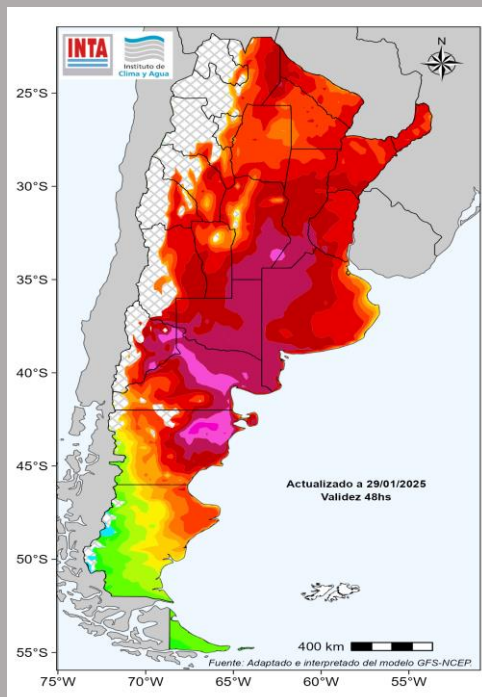 INTA
Instituto de
Clima y Agua
N
25°S
30°S
35°S
40°S
45°S
50°S
55°S
Actualizado a 29/01/2025
Validez 48hs
400 km
Fuente: Adaptado e interpretado del modelo GFS-NCEP.
75°W
70°W
65°W
60°W
55°W